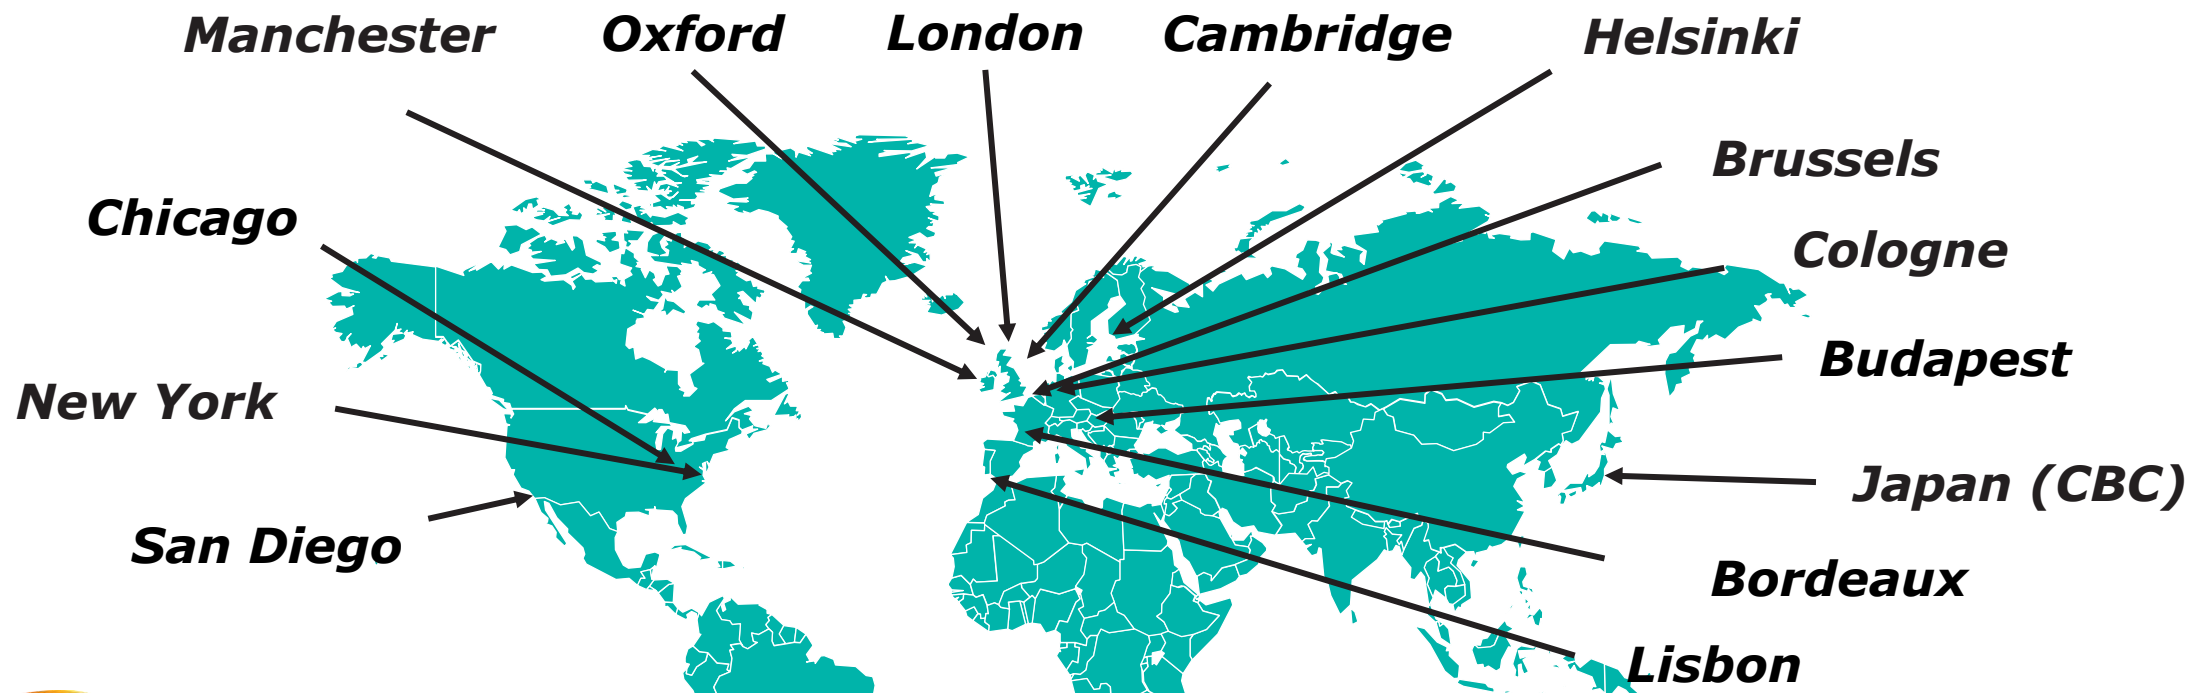 Manchester
Oxford
London
Cambridge
Helsinki
Brussels
Chicago
Cologne
Budapest
New York
Japan (CBC)
San Diego
Bordeaux
Lisbon